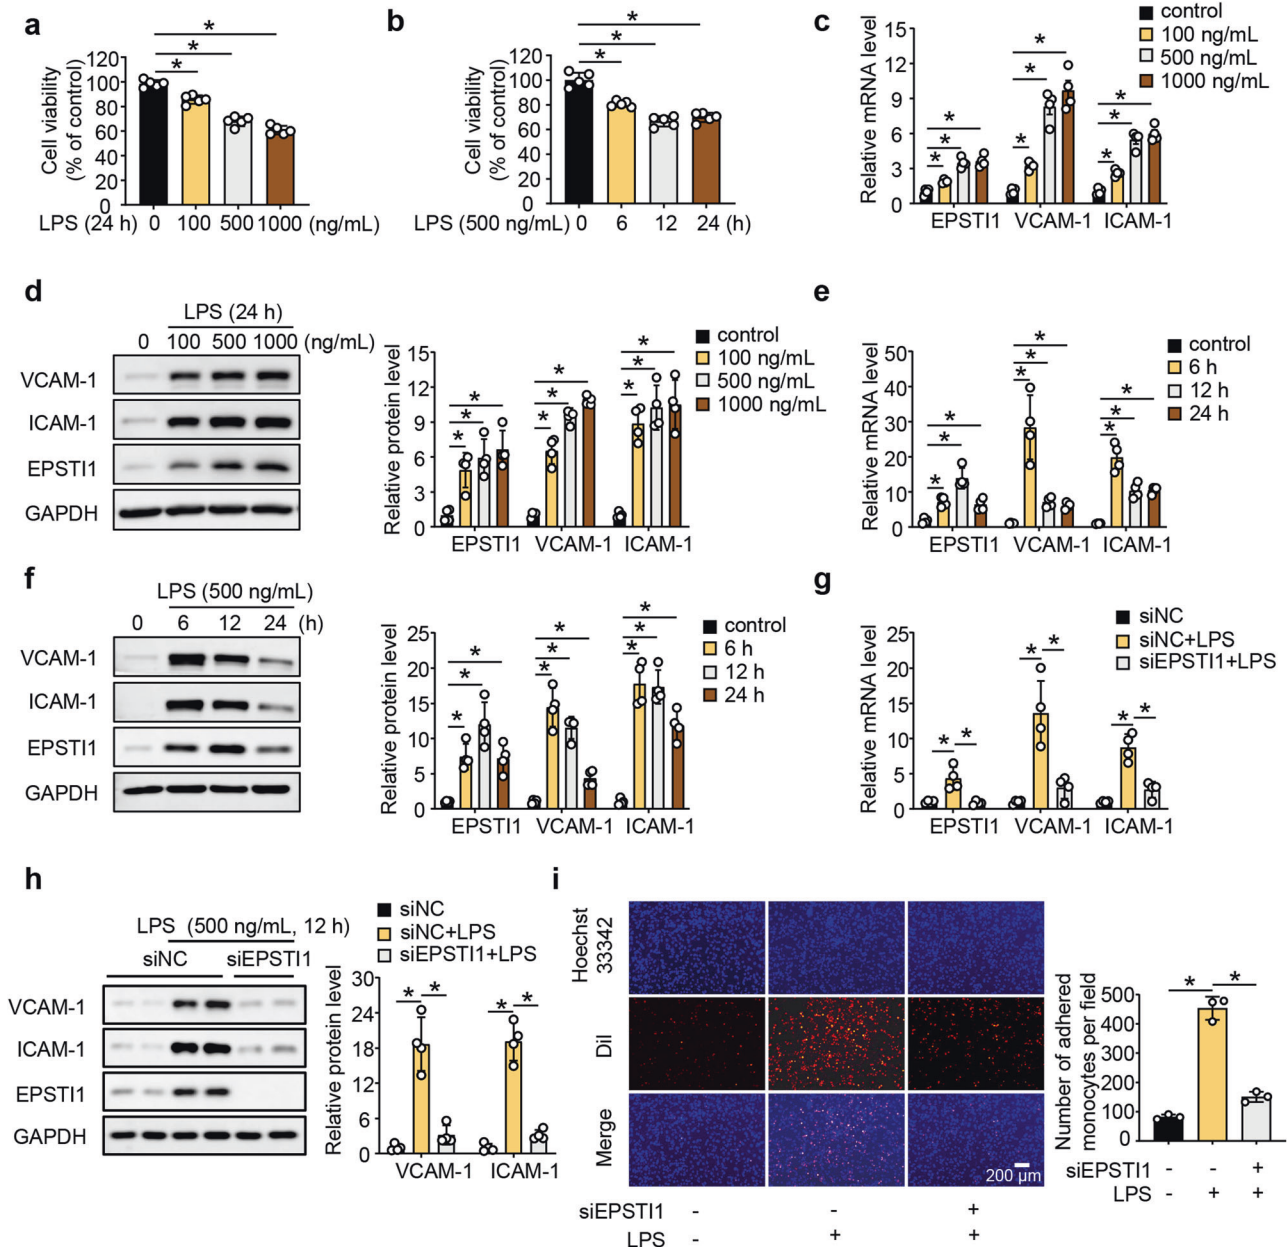 a
Cell viability
(% of control)
120
100
80
60
40
20
0
* * *
LPS (24 h) 0 100 500 1000 (ng/mL)
b
Cell viability
(% of control)
120
100
80
60
40
20
0
* * *
LPS (500 ng/mL) 0 6 12 24 (h)
c
Relative mRNA level
15
12
9
6
3
0
* * *
* * *
* * *
EPSTI1 VCAM-1 ICAM-1
control
100 ng/mL
500 ng/mL
1000 ng/mL
d
LPS (24 h)
0 100 500 1000 (ng/mL)
VCAM-1
ICAM-1
EPSTI1
GAPDH
Relative protein level
15
12
9
6
3
0
* * *
* * *
* * *
EPSTI1 VCAM-1 ICAM-1
control
100 ng/mL
500 ng/mL
1000 ng/mL
e
Relative mRNA level
50
40
30
20
10
0
* * *
* * *
* * *
EPSTI1 VCAM-1 ICAM-1
control
6 h
12 h
24 h
f
LPS (500 ng/mL)
0 6 12 24 (h)
VCAM-1
ICAM-1
EPSTI1
GAPDH
Relative protein level
25
20
15
10
5
0
* * *
* * *
* * *
EPSTI1 VCAM-1 ICAM-1
control
6 h
12 h
24 h
g
Relative mRNA level
25
20
15
10
5
0
* *
* *
* *
EPSTI1 VCAM-1 ICAM-1
siNC
siNC+LPS
siEPSTI1+LPS
h
LPS (500 ng/mL, 12 h)
siNC siEPSTI1
VCAM-1
ICAM-1
EPSTI1
GAPDH
siNC
siNC+LPS
siEPSTI1+LPS
Relative protein level
30
24
18
12
6
0
* *
* *
VCAM-1 ICAM-1
i
Hoechst
33342
Dil
Merge
200 μm
siEPSTI1 - - +
LPS - + +
Number of adhered
monocytes per field
500
400
300
200
100
0
* *
siEPSTI1 - - +
LPS - + +